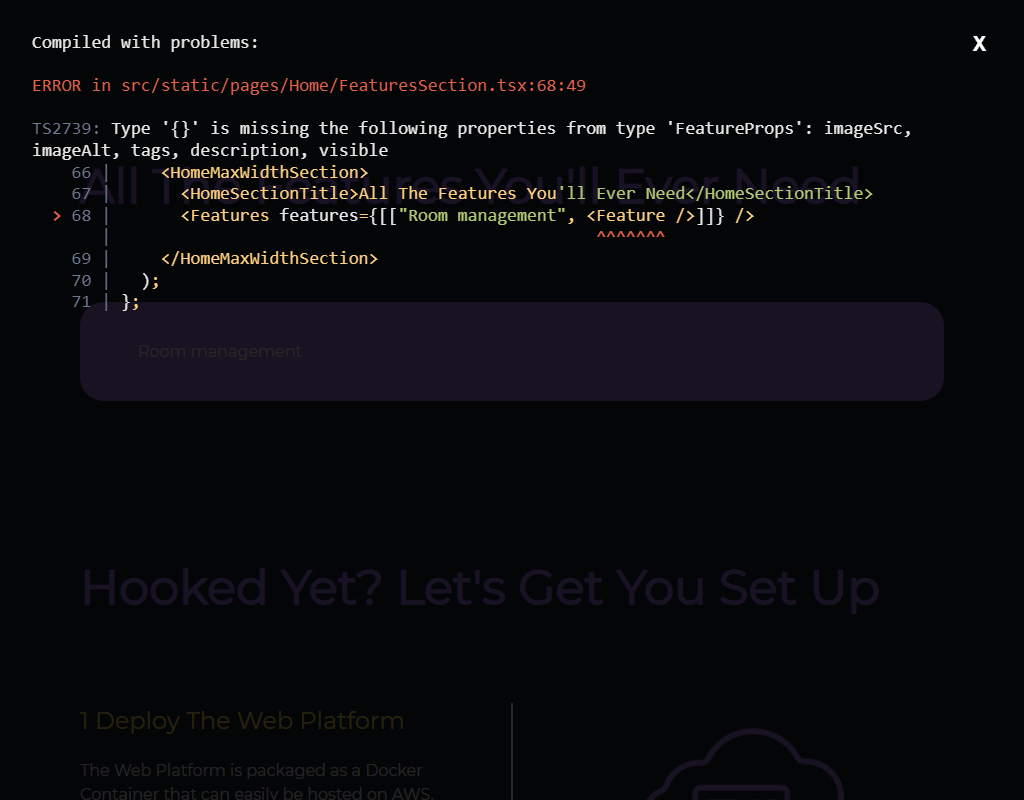 Compiled with problems:
X
ERROR in src/static/pages/Home/FeaturesSection.tsx:68:49
TS2739: Type '{}' is missing the following properties from type 'FeatureProps': imageSrc,
imageAlt, tags, description, visible
66 |     <HomeMaxWidthSection>
All The Features You'll Ever Need
67 |       <HomeSectionTitle>All The Features You'll Ever Need</HomeSectionTitle>
> 68 |       <Features features={[["Room management", <Feature />]]} />
|                                                 ^^^^^^^
69 |     </HomeMaxWidthSection>
70 |   );
71 | };
Room management
Hooked Yet? Let's Get You Set Up
1 Deploy The Web Platform
The Web Platform is packaged as a Docker
Container that can easily be hosted on AWS,